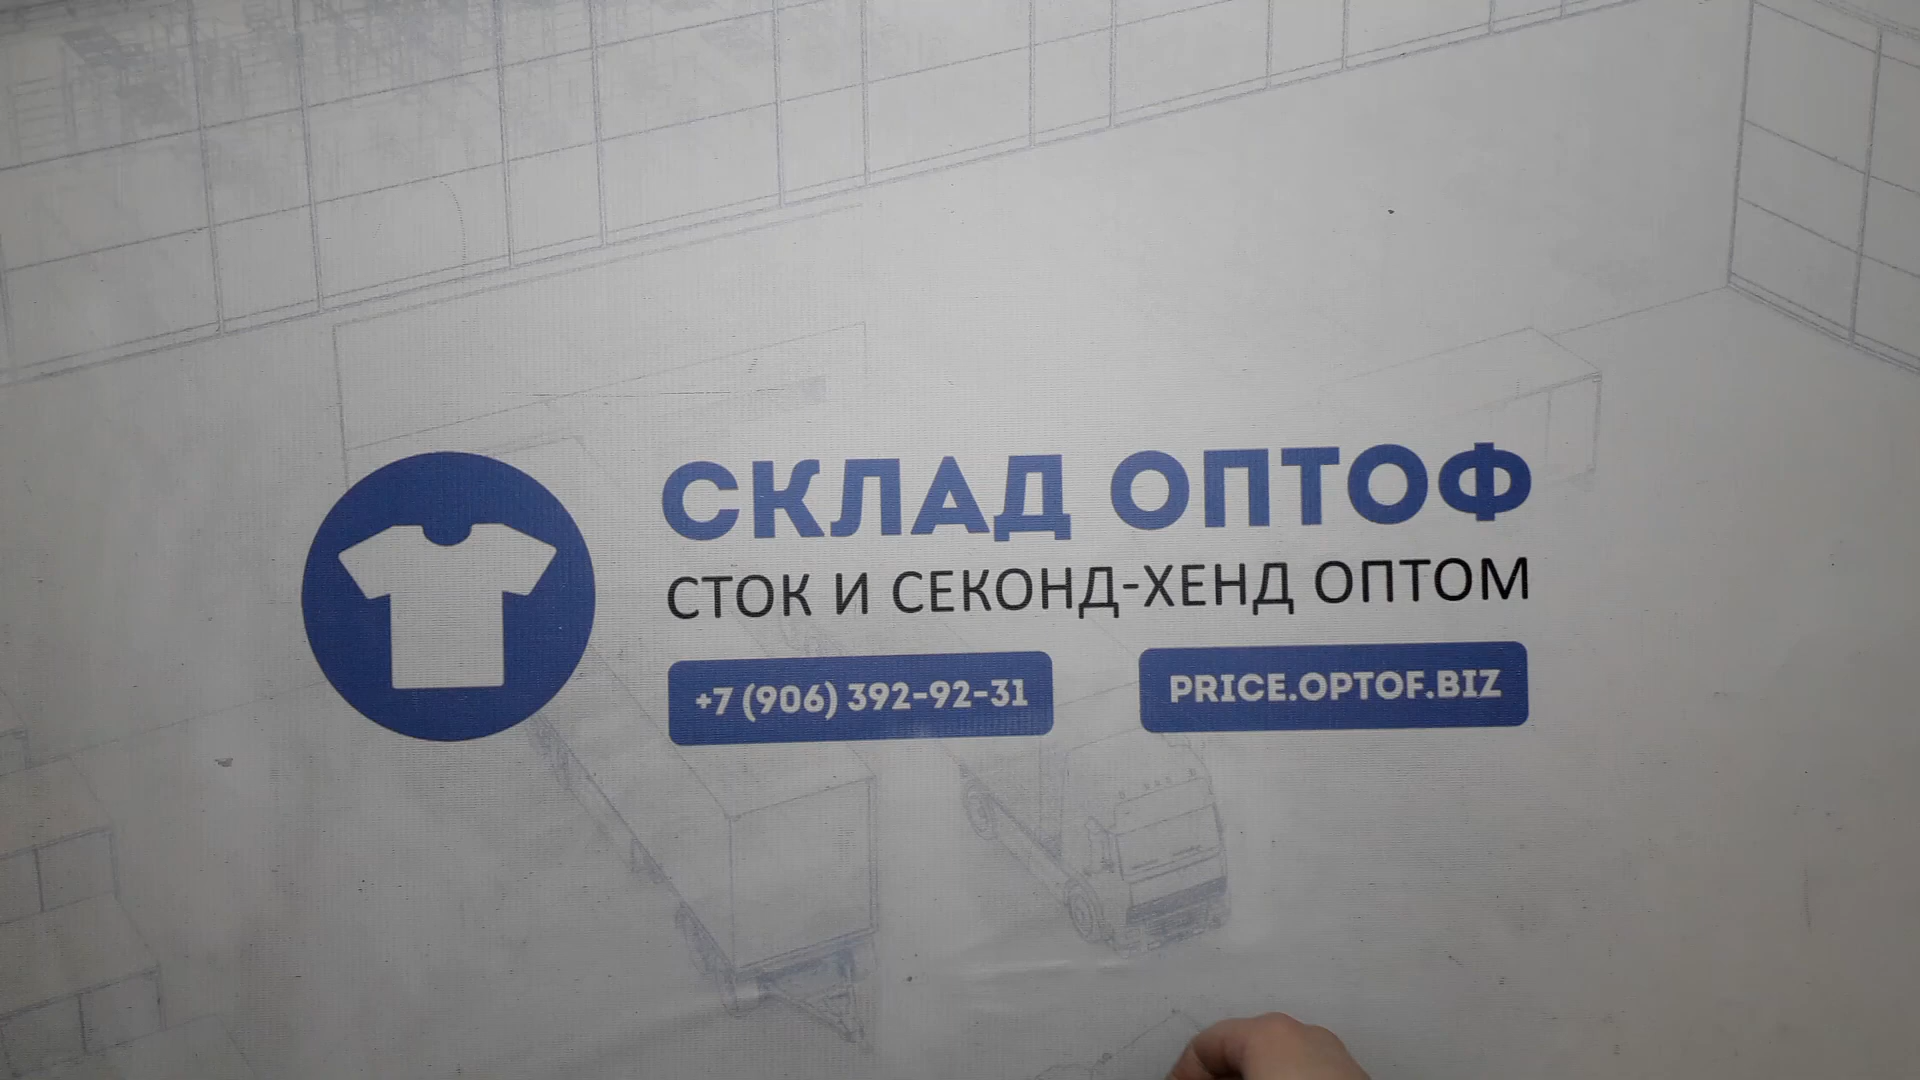 СКЛАД ОПТОФ
СТОК И СЕКОНД-ХЕНД ОПТОМ
+7 (906) 392-92-31
PRICE.OPTOF.BIZ